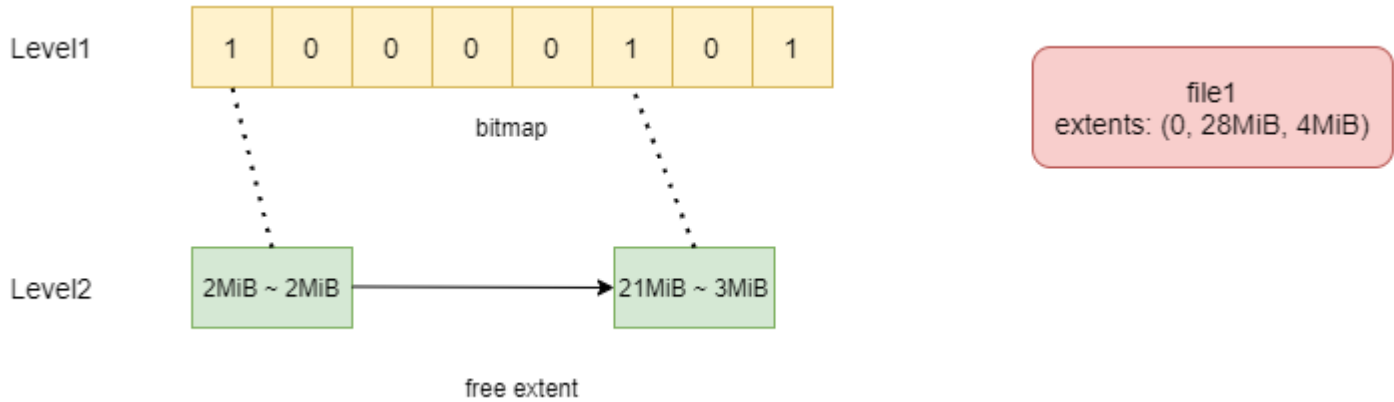 Level1
1 0 0 0 0 1 0 1
bitmap
file1
extents: (0, 28MiB, 4MiB)
Level2
2MiB ~ 2MiB
21MiB ~ 3MiB
free extent